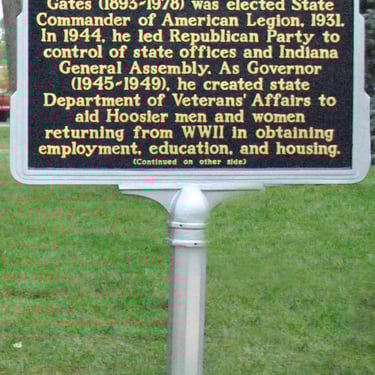 Gates (1893-1978) was elected State
Commander of American Legion, 1931.
In 1944, he led Republican Party to
control of state offices and Indiana
General Assembly. As Governor
(1945-1949), he created state
Department of Veterans' Affairs to
aid Hoosier men and women
returning from WWII in obtaining
employment, education, and housing.
(Continued on other side)